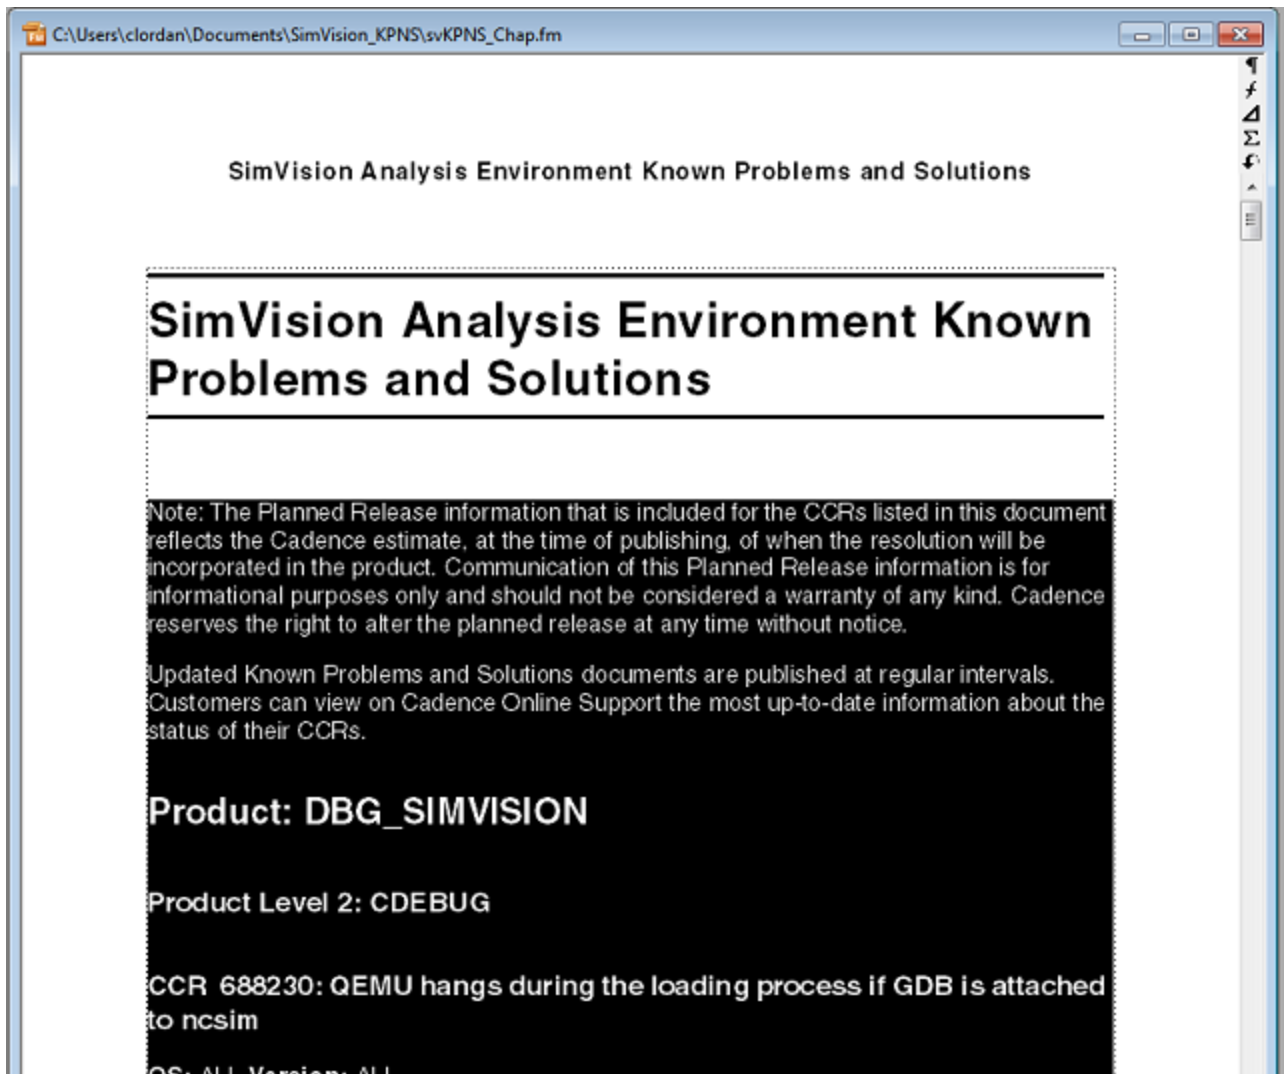 C:\Users\clordan\Documents\SimVision_KPNS\svKPNS_Chap.fm
SimVision Analysis Environment Known Problems and Solutions
SimVision Analysis Environment Known
Problems and Solutions
Note: The Planned Release information that is included for the CCRs listed in this document
reflects the Cadence estimate, at the time of publishing, of when the resolution will be
incorporated in the product. Communication of this Planned Release information is for
informational purposes only and should not be considered a warranty of any kind. Cadence
reserves the right to alter the planned release at any time without notice.
Updated Known Problems and Solutions documents are published at regular intervals.
Customers can view on Cadence Online Support the most up-to-date information about the
status of their CCRs.
Product: DBG_SIMVISION
Product Level 2: CDEBUG
CCR 688230: QEMU hangs during the loading process if GDB is attached
to ncsim
OS: ALL Version: ALL